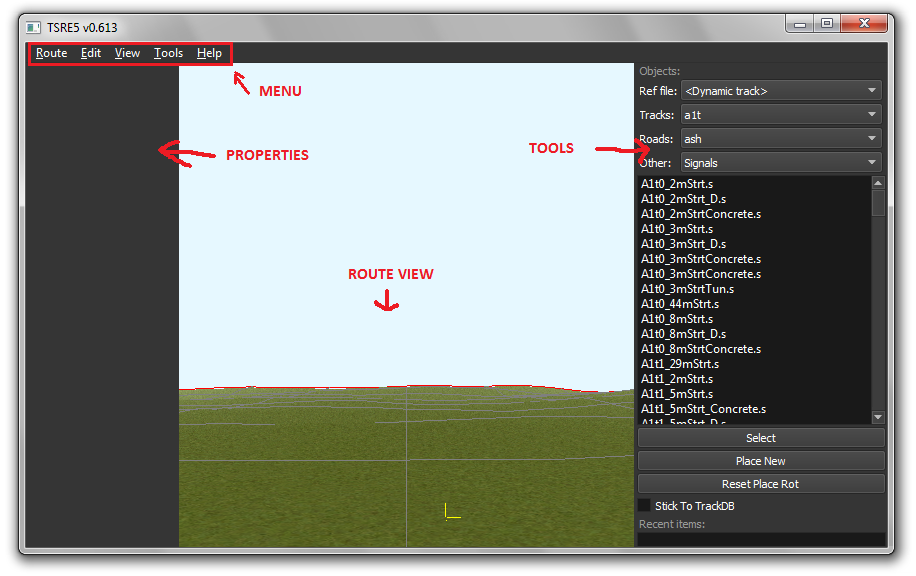 TSRE5 v0.613
Route Edit View Tools Help
MENU
PROPERTIES
TOOLS
ROUTE VIEW
Objects:
Ref file: <Dynamic track>
Tracks: a1t
Roads: ash
Other: Signals
A1t0_2mStrt.s
A1t0_2mStrt_D.s
A1t0_2mStrtConcrete.s
A1t0_3mStrt.s
A1t0_3mStrt_D.s
A1t0_3mStrtConcrete.s
A1t0_3mStrtConcrete.s
A1t0_3mStrtTun.s
A1t0_44mStrt.s
A1t0_8mStrt.s
A1t0_8mStrt_D.s
A1t0_8mStrtConcrete.s
A1t1_29mStrt.s
A1t1_2mStrt.s
A1t1_5mStrt.s
A1t1_5mStrt_Concrete.s
A1t1_5mStrt_D.s
Select
Place New
Reset Place Rot
Stick To TrackDB
Recent items: